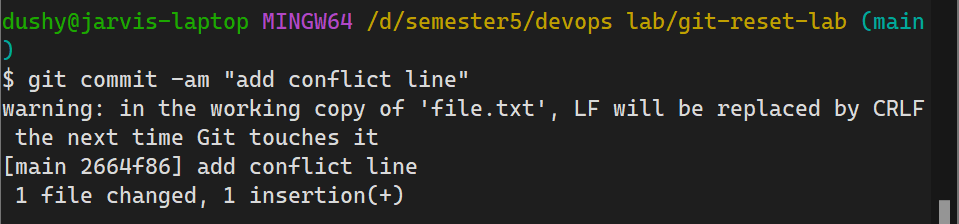 dushy@jarvis-laptop MINGW64 /d/semester5/devops lab/git-reset-lab (main
)
$ git commit -am "add conflict line"
warning: in the working copy of 'file.txt', LF will be replaced by CRLF
 the next time Git touches it
[main 2664f86] add conflict line
 1 file changed, 1 insertion(+)